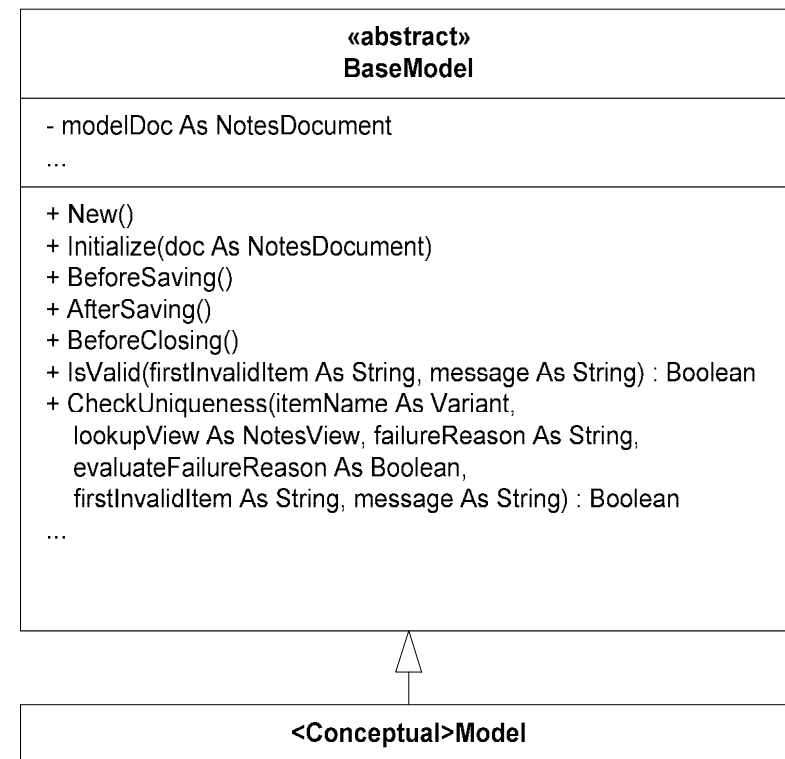 «abstract»
BaseModel
- modelDoc As NotesDocument
...
+ New()
+ Initialize(doc As NotesDocument)
+ BeforeSaving()
+ AfterSaving()
+ BeforeClosing()
+ IsValid(firstInvalidItem As String, message As String) : Boolean
+ CheckUniqueness(itemName As Variant,
lookupView As NotesView, failureReason As String,
evaluateFailureReason As Boolean,
firstInvalidItem As String, message As String) : Boolean
...
<Conceptual>Model